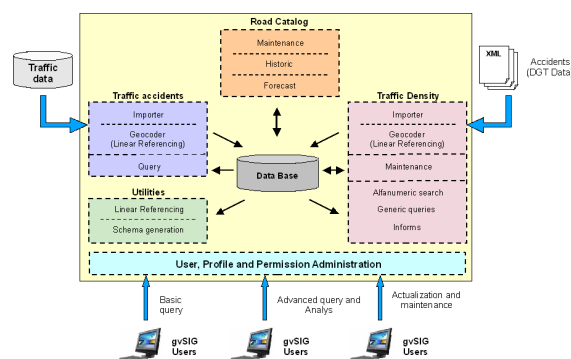 Road Catalog
Maintenance
Historic
Forecast
Traffic
data
XML
Accidents
(DGT Data
Traffic accidents
Importer
Geocoder
(Linear Referencing)
Query
Traffic Density
Importer
Geocoder
(Linear Referencing)
Maintenance
Alfanumeric search
Generic queries
Informs
Data Base
Utilities
Linear Referencing
Schema generation
User, Profile and Permission Administration
Basic
query
Advanced query and
Analys
Actualization and
maintenance
gvSIG
Users
gvSIG
Users
gvSIG
Users